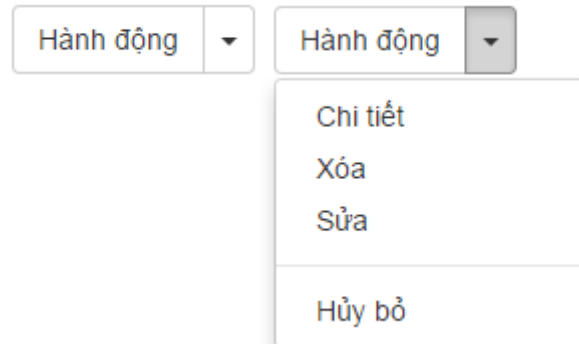 Hành động Hành động
Chi tiết
Xóa
Sửa
Hủy bỏ